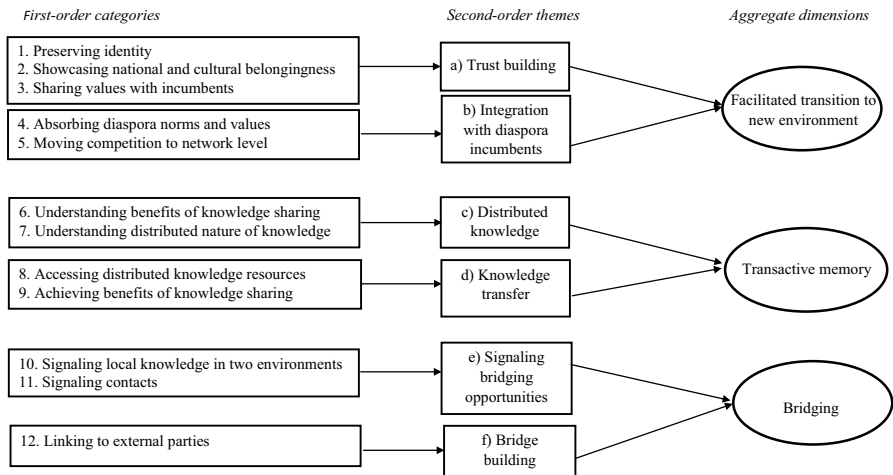 First-order categories
Second-order themes
Aggregate dimensions
1. Preserving identity
2. Showcasing national and cultural belongingness
3. Sharing values with incumbents
a) Trust building
4. Absorbing diaspora norms and values
5. Moving competition to network level
b) Integration
with diaspora
incumbents
Facilitated transition to
new environment
6. Understanding benefits of knowledge sharing
7. Understanding distributed nature of knowledge
c) Distributed
knowledge
8. Accessing distributed knowledge resources
9. Achieving benefits of knowledge sharing
d) Knowledge
transfer
Transactive memory
10. Signaling local knowledge in two environments
11. Signaling contacts
e) Signaling
bridging
opportunities
12. Linking to external parties
f) Bridge
building
Bridging